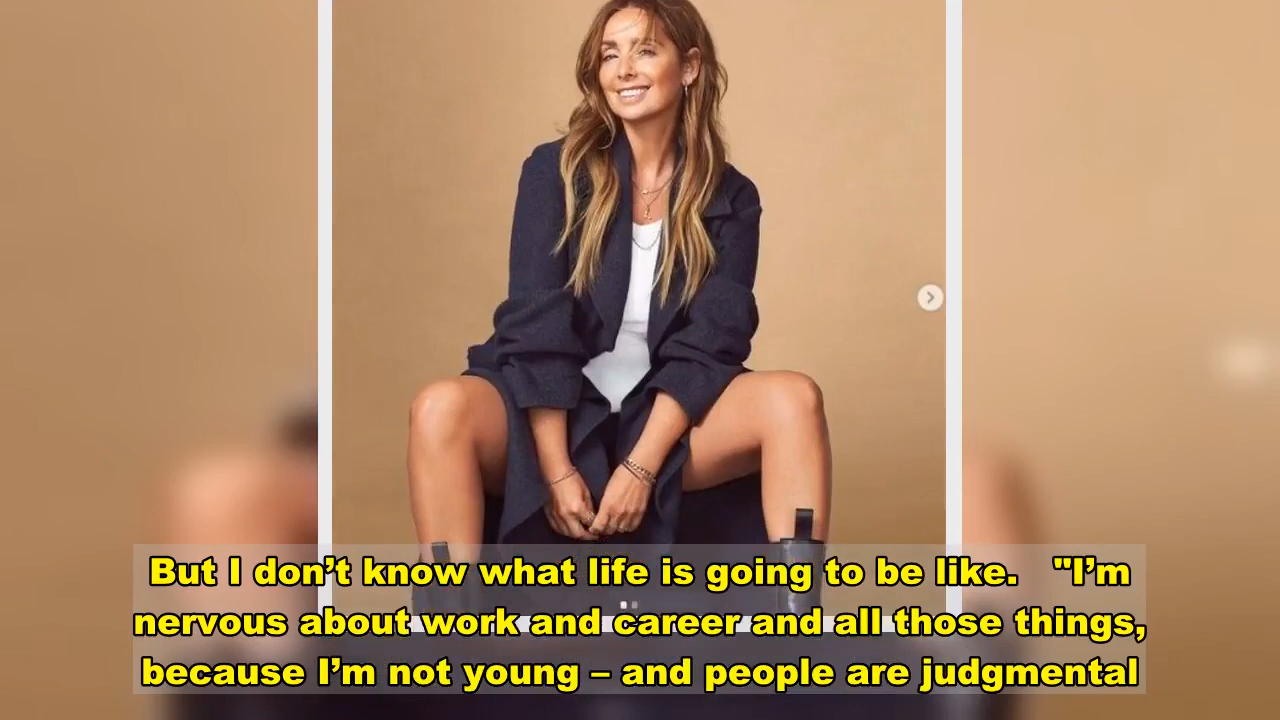 But I don’t know what life is going to be like.   "I’m
nervous about work and career and all those things,
because I’m not young – and people are judgmental